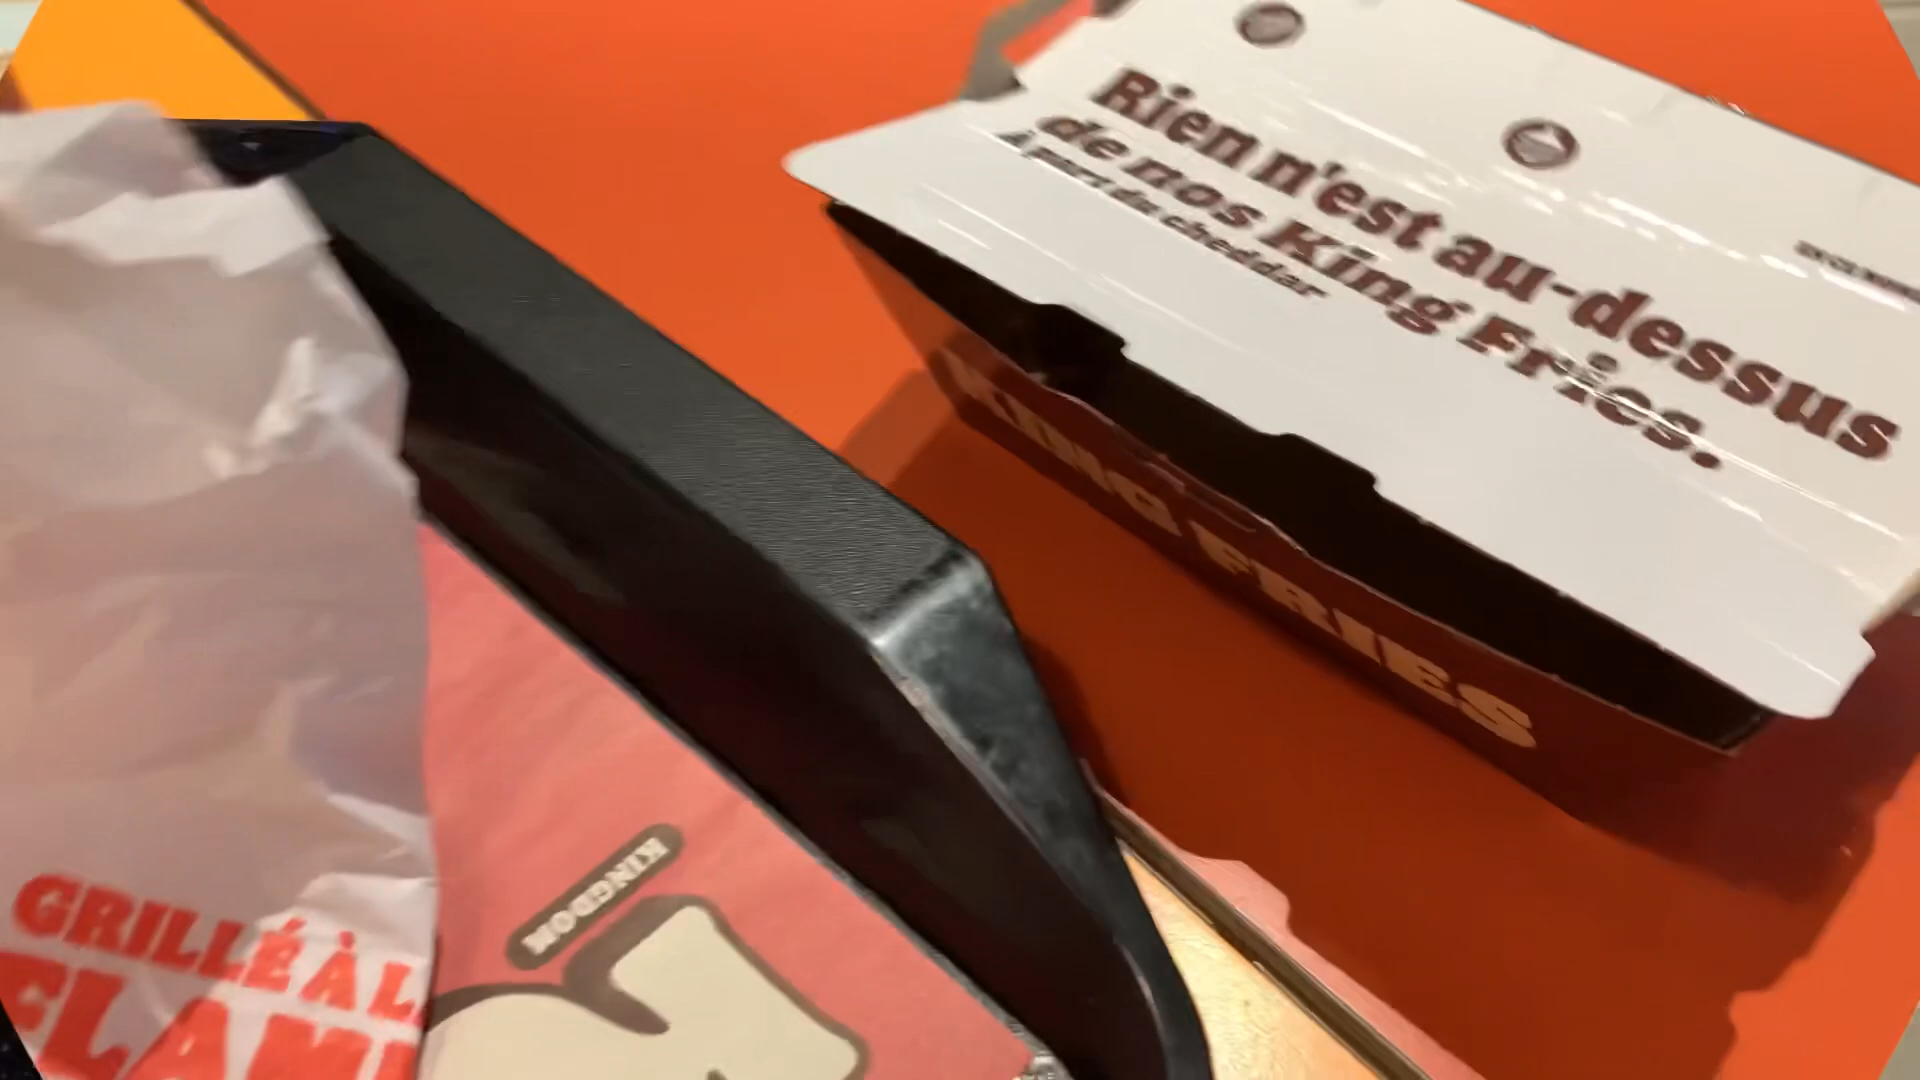 Rien n'est au-dessus
de nos King Fries.
À part du cheddar
KING FRIES
KINGDOM
GRILLÉ À L
FLAM